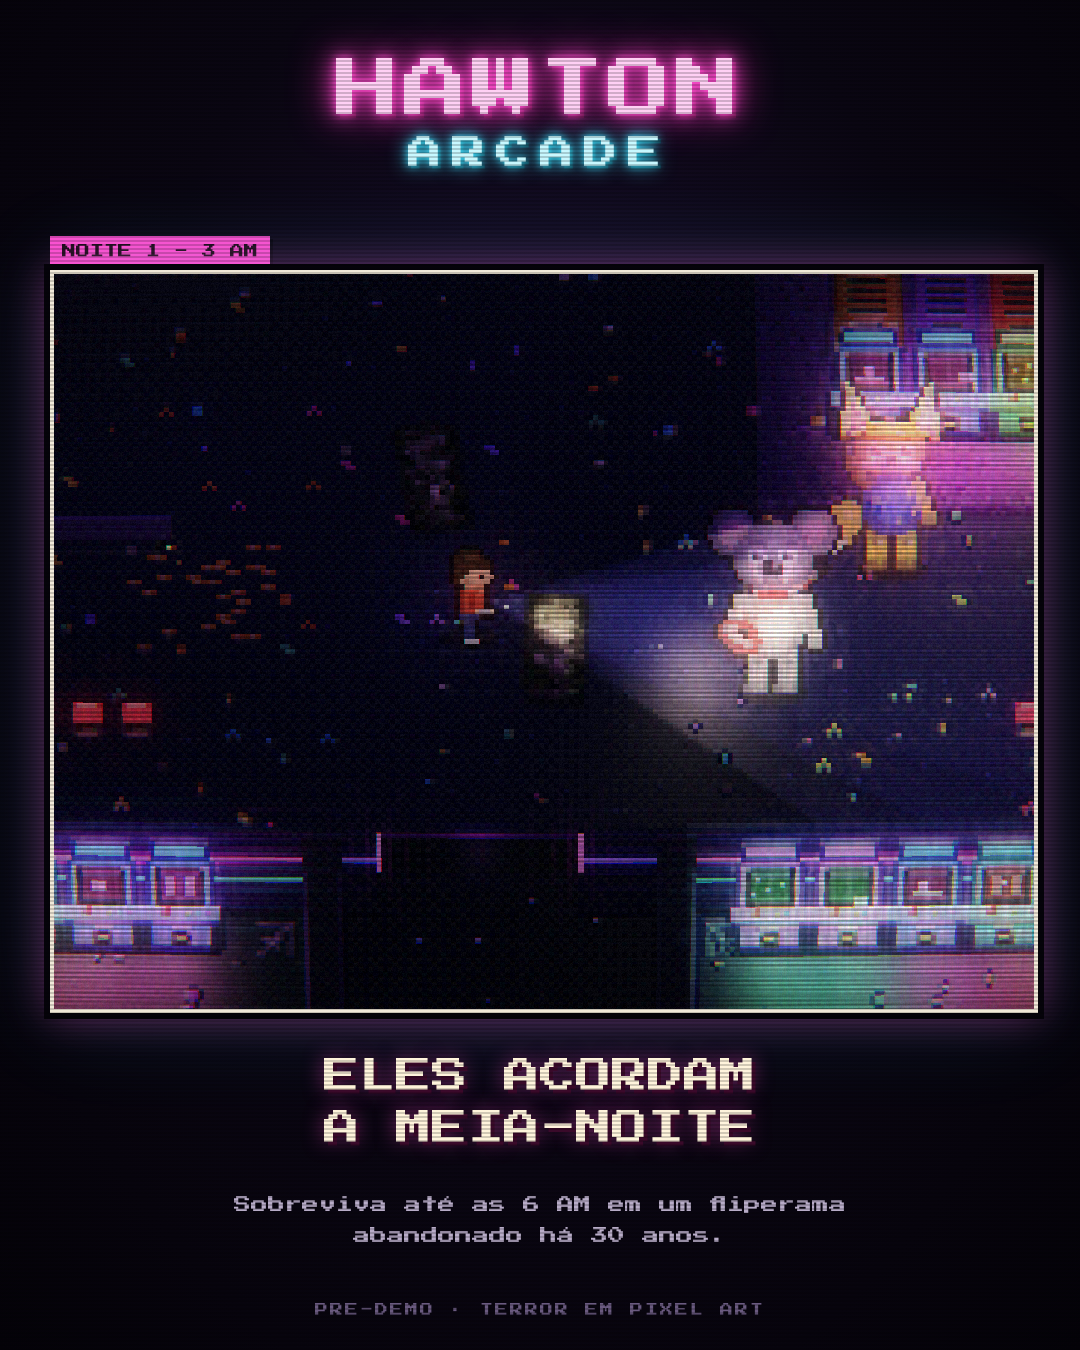 HAWTON
ARCADE
NOITE 1 - 3 AM
ELES ACORDAM
A MEIA-NOITE
Sobreviva até as 6 AM em um fliperama
abandonado há 30 anos.
PRE-DEMO · TERROR EM PIXEL ART